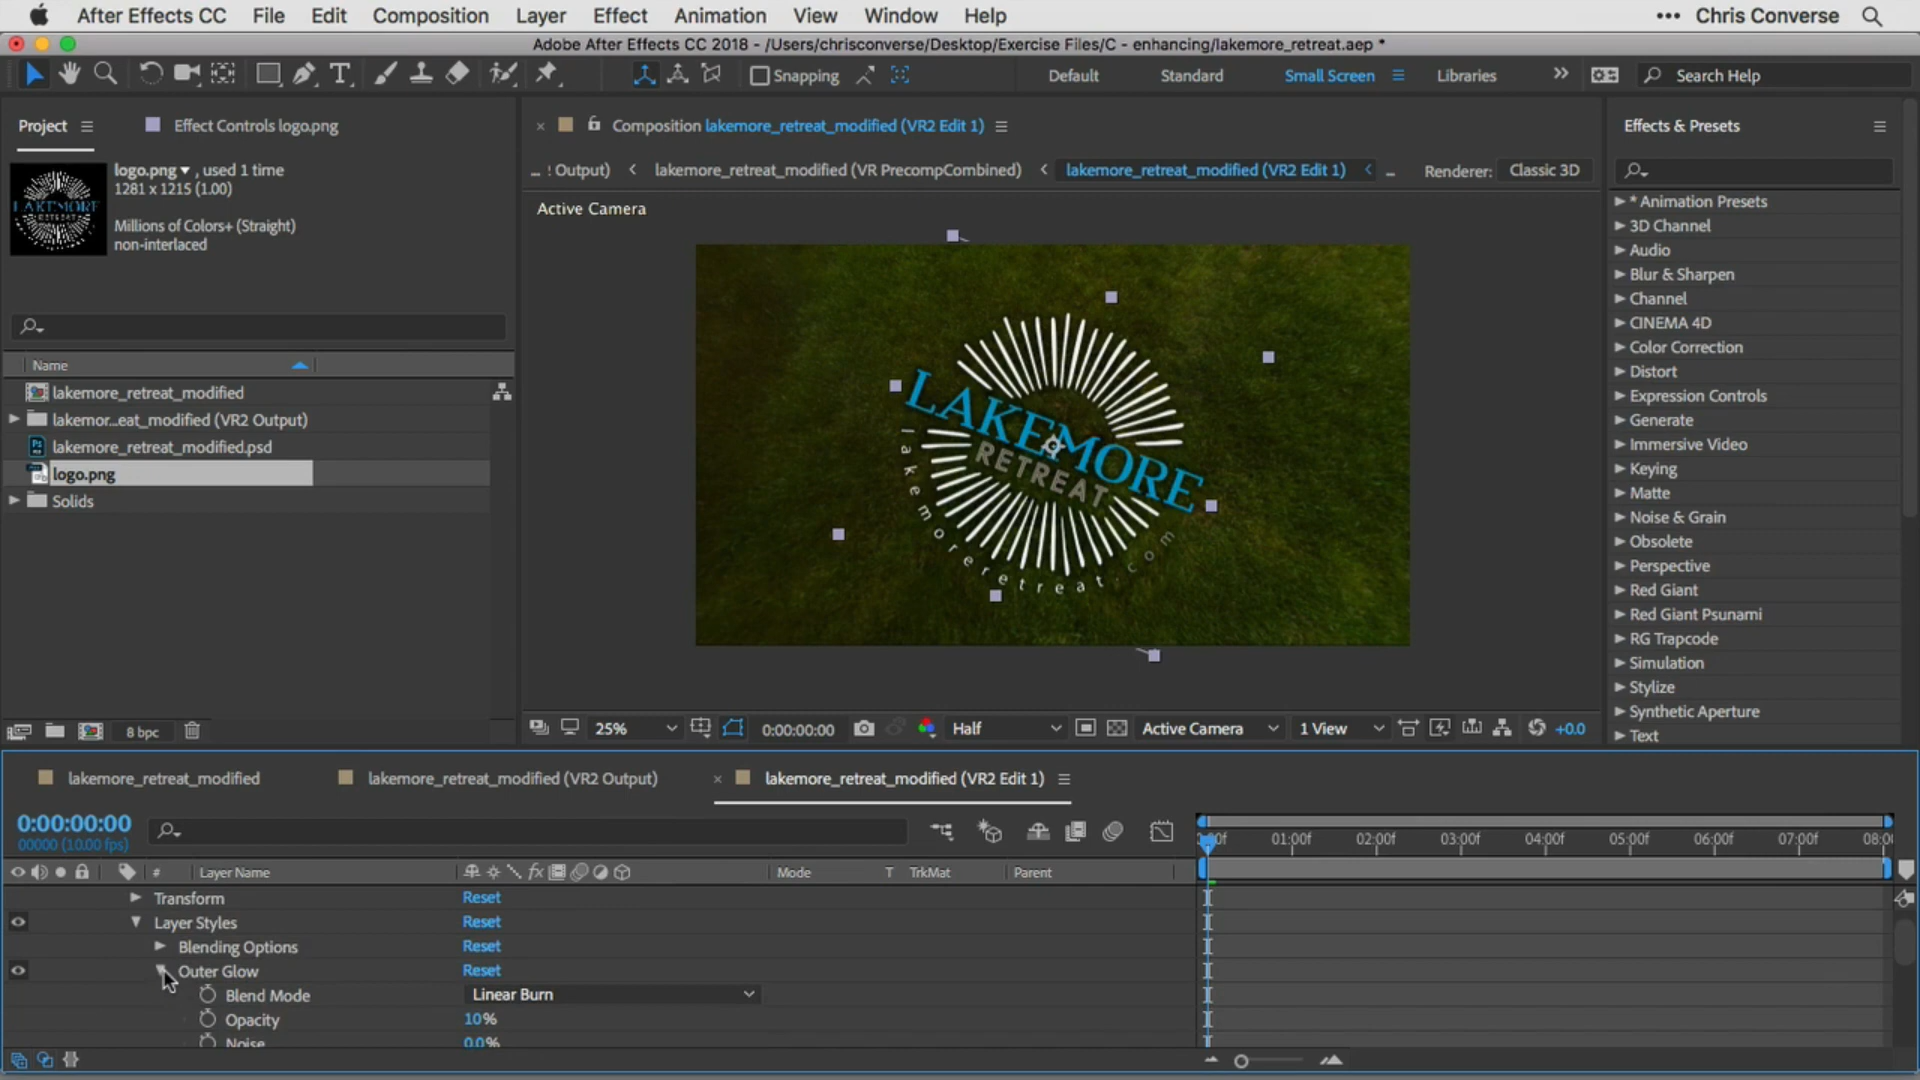 After Effects CC File Edit Composition Layer Effect Animation View Window Help ••• Chris Converse
Adobe After Effects CC 2018 - /Users/chrisconverse/Desktop/Exercise Files/C - enhancing/lakemore_retreat.aep *
Snapping Default Standard Small Screen Libraries Search Help
Project Effect Controls logo.png
logo.png, used 1 time
1281 x 1215 (1.00)
Millions of Colors+ (Straight)
non-interlaced
LAKEMORE
RETREAT
Name
lakemore_retreat_modified
lakemor...eat_modified (VR2 Output)
lakemore_retreat_modified.psd
logo.png
Solids
8 bpc
Composition lakemore_retreat_modified (VR2 Edit 1)
... : Output) lakemore_retreat_modified (VR PrecompCombined) lakemore_retreat_modified (VR2 Edit 1) ... Renderer: Classic 3D
Active Camera
LAKEMORE
RETREAT
lakemoreretreat.com
25% 0:00:00:00 Half Active Camera 1 View +0.0
Effects & Presets
* Animation Presets
3D Channel
Audio
Blur & Sharpen
Channel
CINEMA 4D
Color Correction
Distort
Expression Controls
Generate
Immersive Video
Keying
Matte
Noise & Grain
Obsolete
Perspective
Red Giant
Red Giant Psunami
RG Trapcode
Simulation
Stylize
Synthetic Aperture
Text
lakemore_retreat_modified lakemore_retreat_modified (VR2 Output) lakemore_retreat_modified (VR2 Edit 1)
0:00:00:00
00000 (10.00 fps)
01:00f 02:00f 03:00f 04:00f 05:00f 06:00f 07:00f
# Layer Name Mode T TrkMat Parent
Transform Reset
Layer Styles Reset
Blending Options Reset
Outer Glow Reset
Blend Mode Linear Burn
Opacity 10%
Noise 0.0%